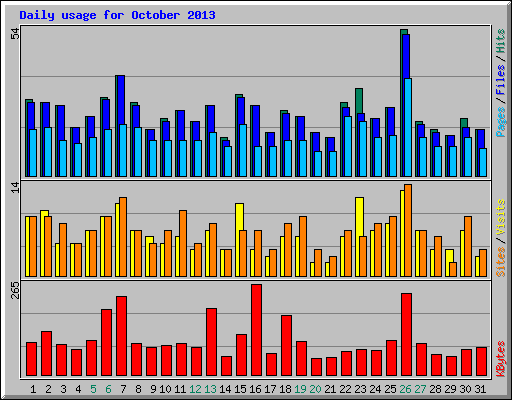 Daily usage for October 2013
54
Pages / Files / Hits
14
Sites / Visits
265
KBytes
1 2 3 4 5 6 7 8 9 10 11 12 13 14 15 16 17 18 19 20 21 22 23 24 25 26 27 28 29 30 31